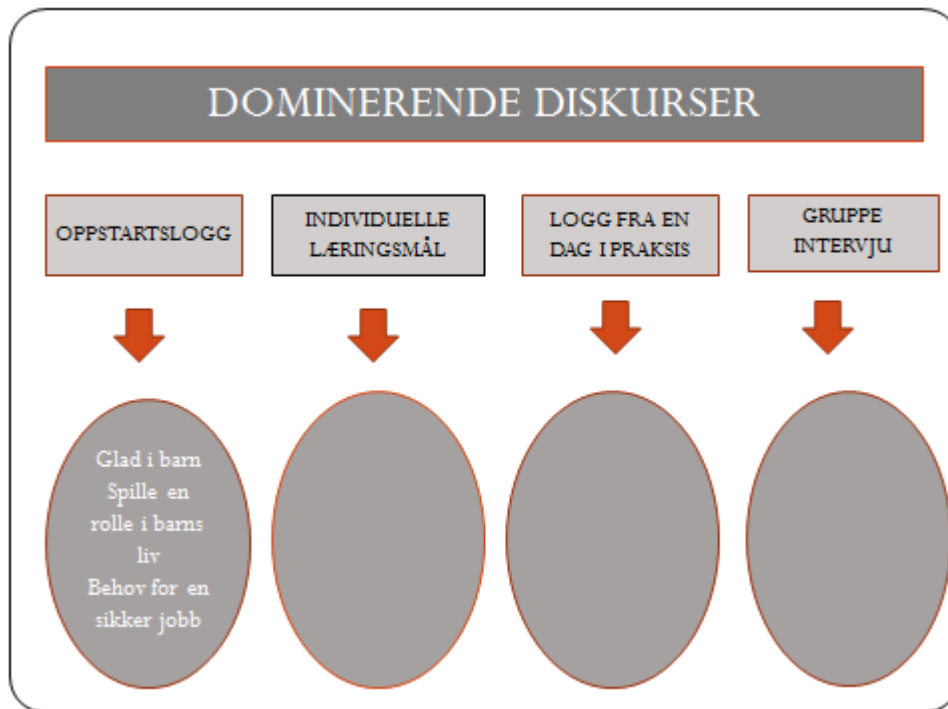 DOMINERENDE DISKURSER
OPPSTARTSLOGG
INDIVIDUELLE
LÆRINGSMÅL
LOGG FRA EN
DAG I PRAKSIS
GRUPPE
INTERVJU
Glad i barn
Spille en
rolle i barns
liv
Behov for en
sikker jobb